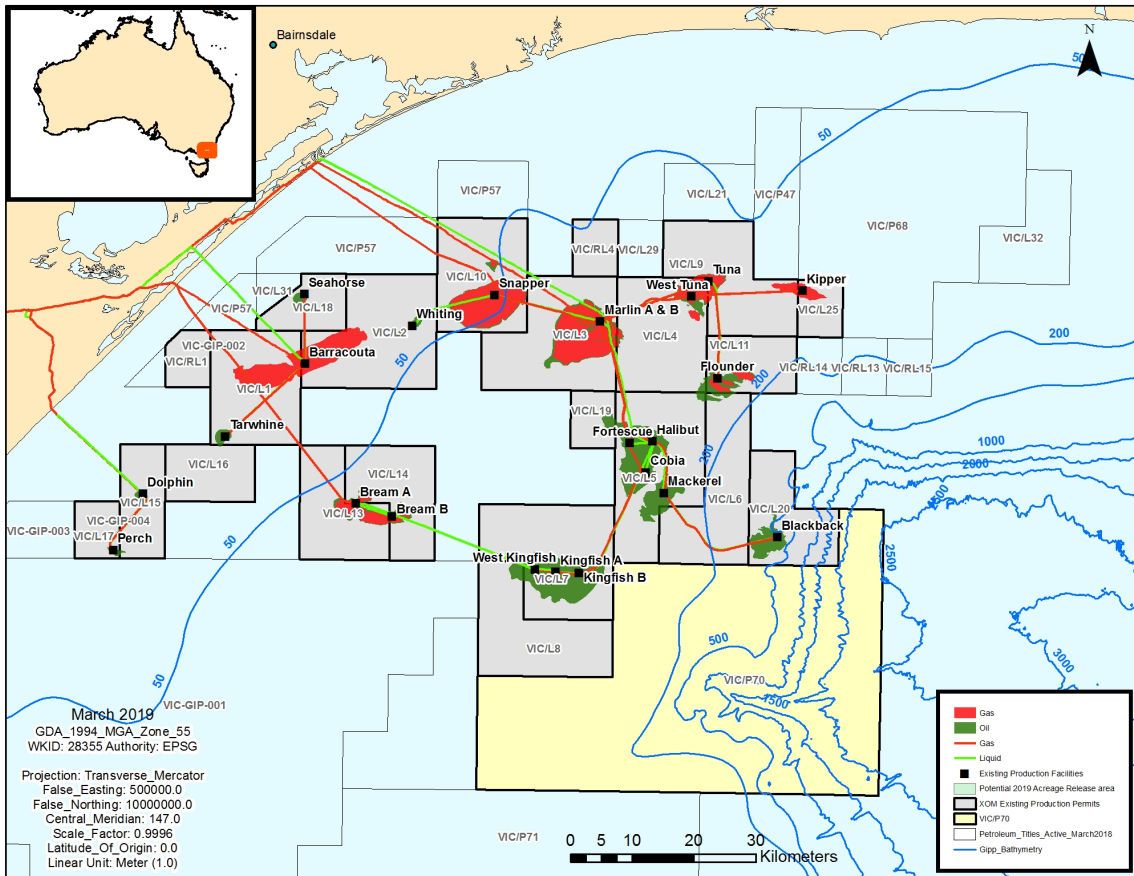 Bairnsdale
N
50
50
VIC/P57
VIC/L21
VIC/P47
VIC/P68
VIC/L32
VIC/P57
VIC/RL4
VIC/L29
VIC/L9
Tuna
VIC/L10
Snapper
West Tuna
Kipper
VIC/L25
Seahorse
VIC/L31
VIC/L18
VIC/P57
Whiting
VIC/L2
Marlin A & B
VIC/L3
VIC/L4
200
VIC-GIP-002
VIC/RL1
Barracouta
50
VIC/L11
VIC/RL14
VIC/RL13
VIC/RL15
Flounder
200
VIC/L1
VIC/L19
Tarwhine
Fortescue
Halibut
1000
200
2000
VIC/L16
VIC/L14
Cobia
VIC/L5
Dolphin
VIC/L15
Mackerel
VIC/L6
2500
VIC/L20
Bream A
VIC/L13
Bream B
VIC-GIP-003
VIC-GIP-004
VIC/L17
Perch
Blackback
50
2500
West Kingfish
Kingfish A
VIC/L7
Kingfish B
500
VIC/L8
3000
VIC/P70
1500
50
VIC-GIP-001
March 2019
GDA_1994_MGA_Zone_55
WKID: 28355 Authority: EPSG
Projection: Transverse_Mercator
False_Easting: 500000.0
False_Northing: 10000000.0
Central_Meridian: 147.0
Scale_Factor: 0.9996
Latitude_Of_Origin: 0.0
Linear Unit: Meter (1.0)
VIC/P71
0 5 10 20 30
Kilometers
Gas
Oil
Gas
Liquid
Existing Production Facilities
Potential 2019 Acreage Release area
XOM Existing Production Permits
VIC/P70
Petroleum_Titles_Active_March2018
Gipp_Bathymetry